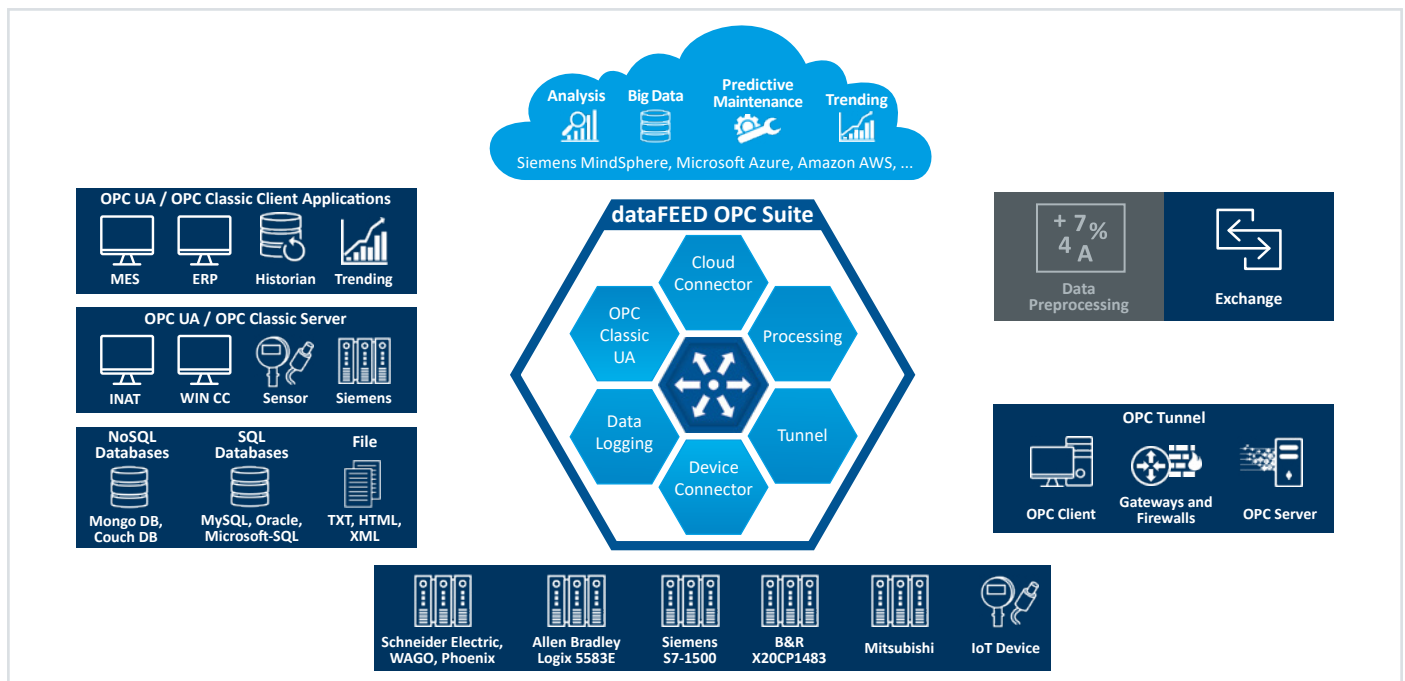 Analysis
Big Data
Predictive
Maintenance
Trending
Siemens MindSphere, Microsoft Azure, Amazon AWS, ...
OPC UA / OPC Classic Client Applications
MES
ERP
Historian
Trending
OPC UA / OPC Classic Server
INAT
WIN CC
Sensor
Siemens
NoSQL
Databases
SQL
Databases
File
Mongo DB,
Couch DB
MySQL, Oracle,
Microsoft-SQL
TXT, HTML,
XML
dataFEED OPC Suite
Cloud
Connector
OPC
Classic
UA
Processing
Data
Logging
Tunnel
Device
Connector
+ 7%
4 A
Data
Preprocessing
Exchange
OPC Tunnel
OPC Client
Gateways and
Firewalls
OPC Server
Schneider Electric,
WAGO, Phoenix
Allen Bradley
Logix 5583E
Siemens
S7-1500
B&R
X20CP1483
Mitsubishi
IoT Device